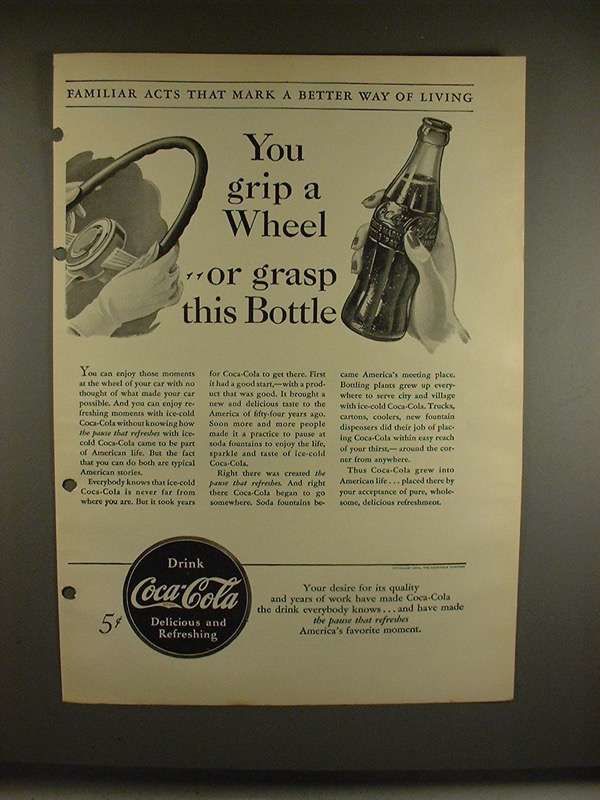 FAMILIAR ACTS THAT MARK A BETTER WAY OF LIVING
You
grip a
Wheel
..or grasp
this Bottle
Coca-Cola
You can enjoy those moments
at the wheel of your car with no
thought of what made your car
possible. And you can enjoy re-
freshing moments with ice-cold
Coca-Cola without knowing how
the pause that refreshes with ice-
cold Coca-Cola came to be part
of American life. But the fact
that you can do both are typical
American stories.
Everybody knows that ice-cold
Coca-Cola is never far from
where you are. But it took years
for Coca-Cola to get there. First
it had a good start,—with a prod-
uct that was good. It brought a
new and delicious taste to the
America of fifty-four years ago.
Soon more and more people
made it a practice to pause at
soda fountains to enjoy the life,
sparkle and taste of ice-cold
Coca-Cola.
Right there was created the
pause that refreshes. And right
there Coca-Cola began to go
somewhere. Soda fountains be-
came America's meeting place.
Bottling plants grew up every-
where to serve city and village
with ice-cold Coca-Cola. Trucks,
cartons, coolers, new fountain
dispensers did their job of plac-
ing Coca-Cola within easy reach
of your thirst,—around the cor-
ner from anywhere.
Thus Coca-Cola grew into
American life . . . placed there by
your acceptance of pure, whole-
some, delicious refreshment.
Drink
Coca-Cola
Delicious and
Refreshing
5¢
Your desire for its quality
and years of work have made Coca-Cola
the drink everybody knows . . . and have made
the pause that refreshes
America's favorite moment.